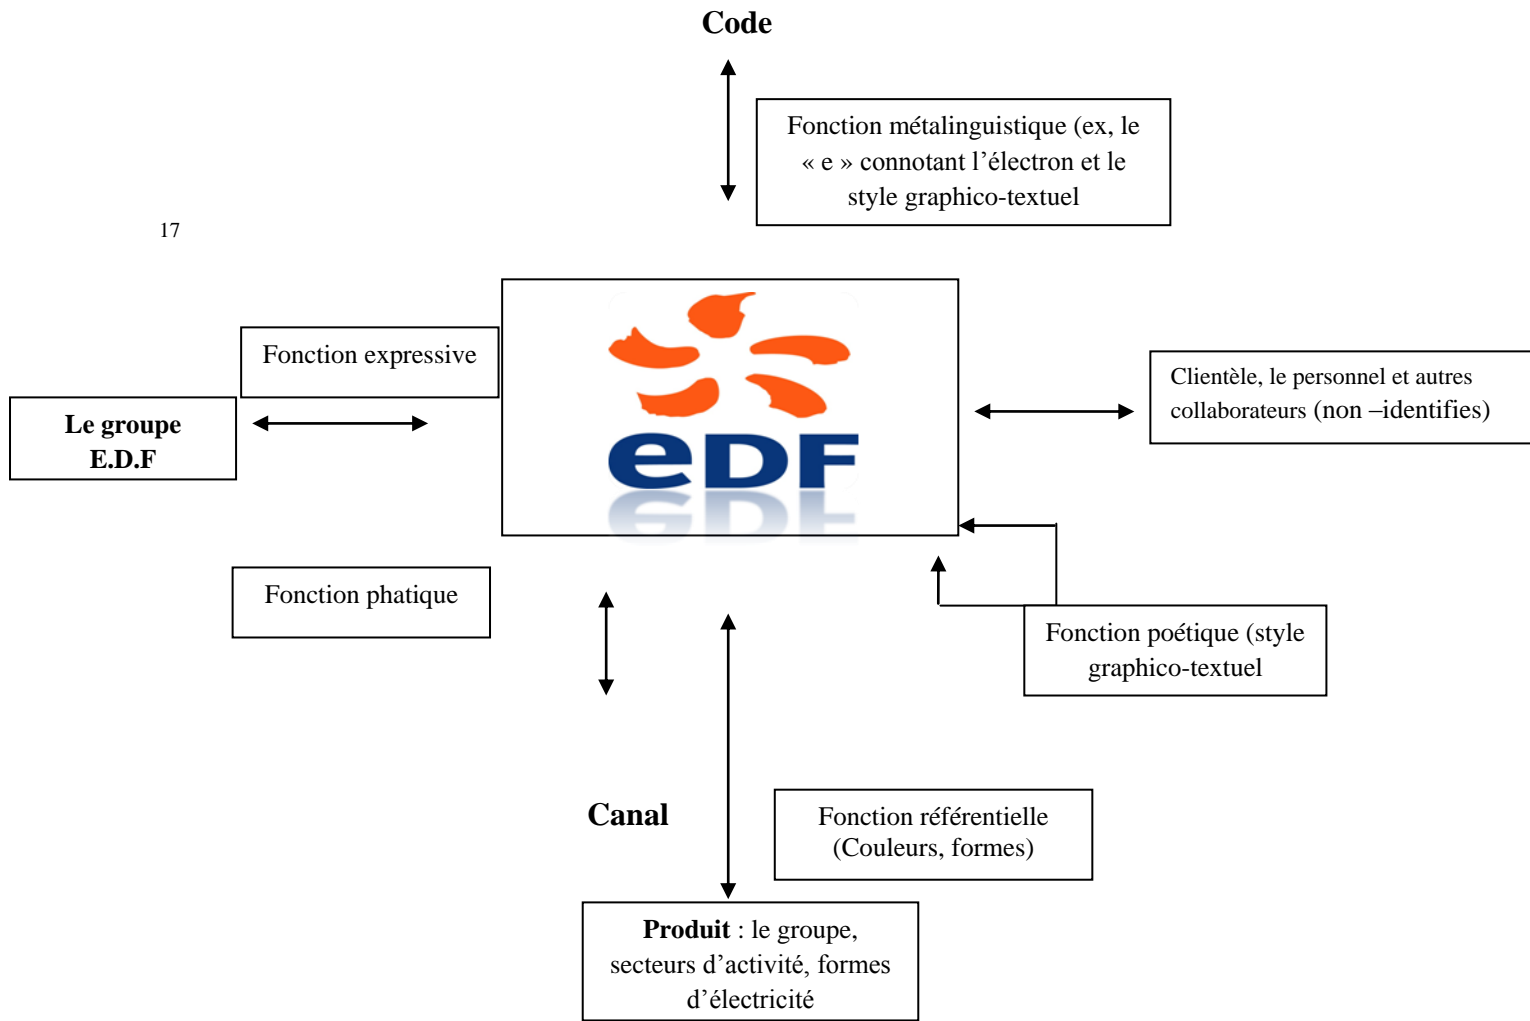 Code
Fonction métalinguistique (ex, le
« e » connotant l’électron et le
style graphico-textuel
17
Fonction expressive
Le groupe
E.D.F
eDF
Clientèle, le personnel et autres
collaborateurs (non –identifies)
Fonction phatique
Fonction poétique (style
graphico-textuel
Canal
Fonction référentielle
(Couleurs, formes)
Produit : le groupe,
secteurs d’activité, formes
d’électricité